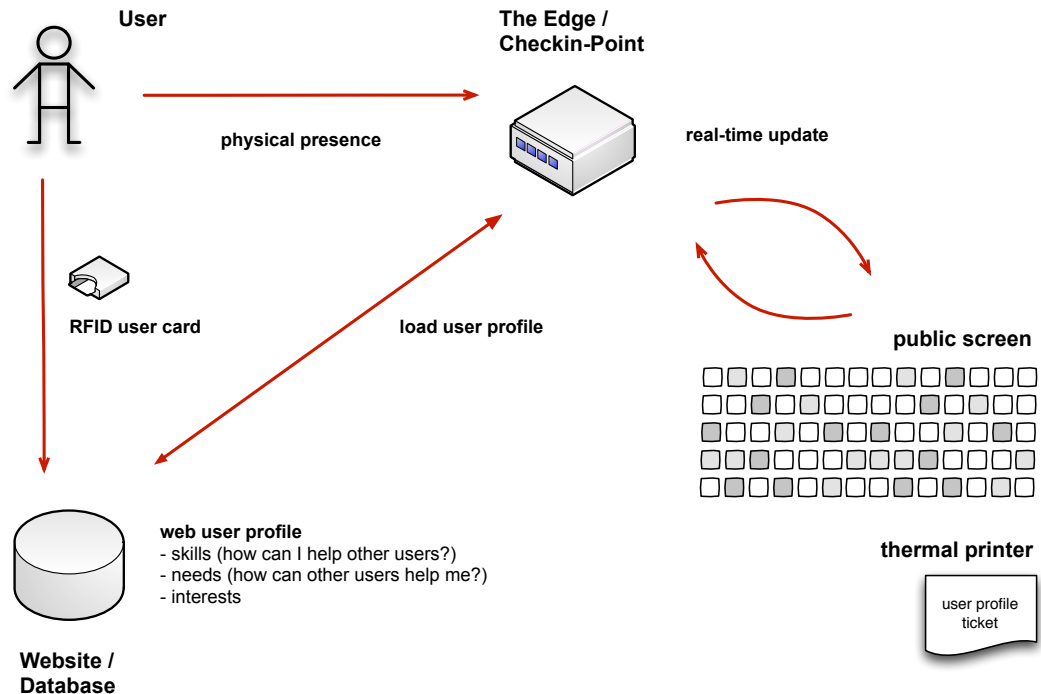 User
The Edge /
Checkin-Point
physical presence
real-time update
RFID user card
load user profile
public screen
web user profile
- skills (how can I help other users?)
- needs (how can other users help me?)
- interests
thermal printer
user profile
ticket
Website /
Database